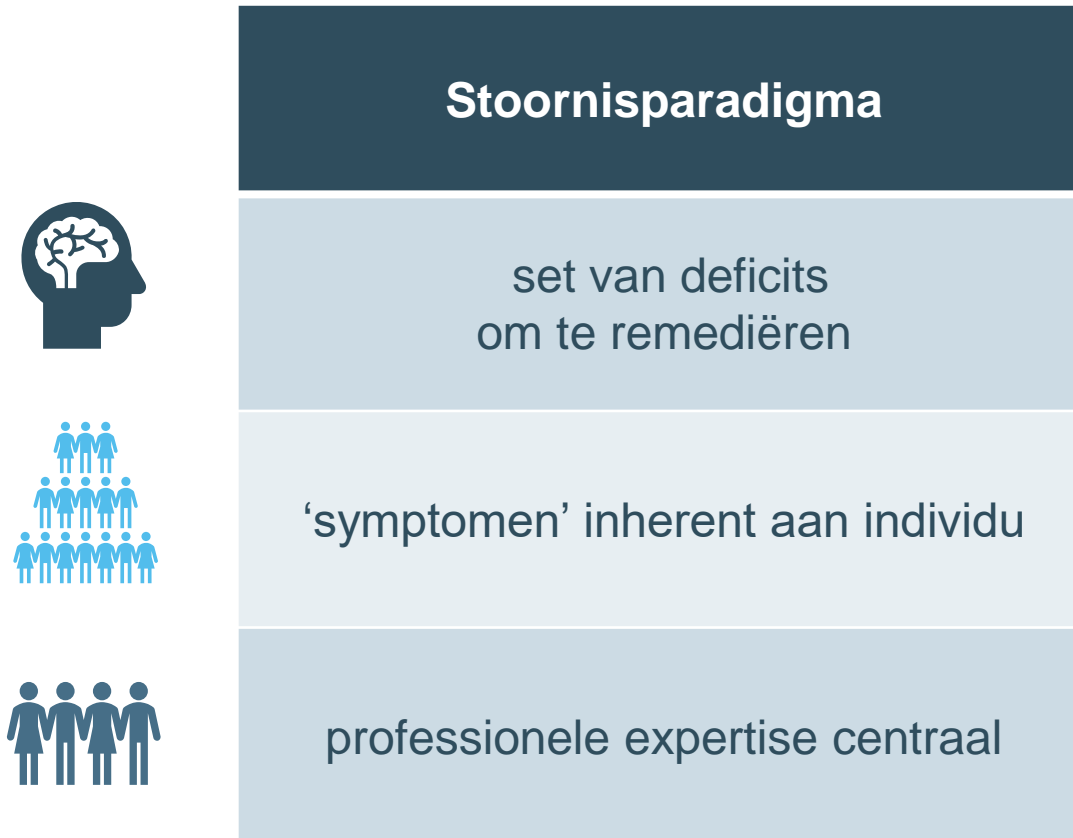 Stoornisparadigma
set van deficits
om te remediëren
‘symptomen’ inherent aan individu
professionele expertise centraal